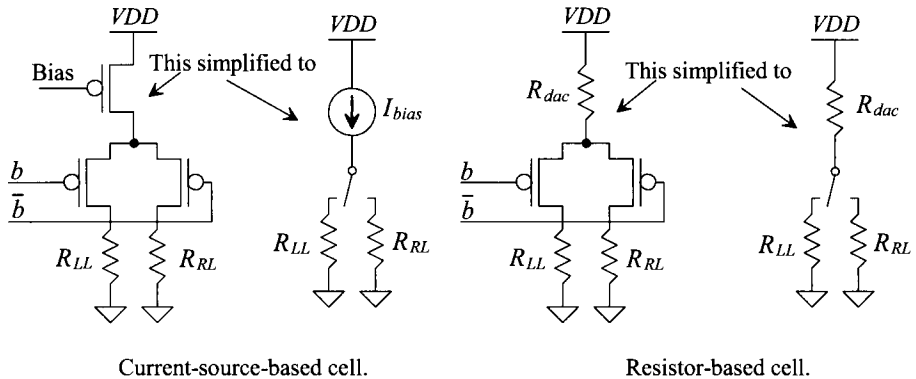 VDD
Bias
This simplified to
VDD
I_bias
b
b̄
R_LL
R_RL
R_LL
R_RL
VDD
R_dac
This simplified to
VDD
R_dac
b
b̄
R_LL
R_RL
R_LL
R_RL
Current-source-based cell.
Resistor-based cell.